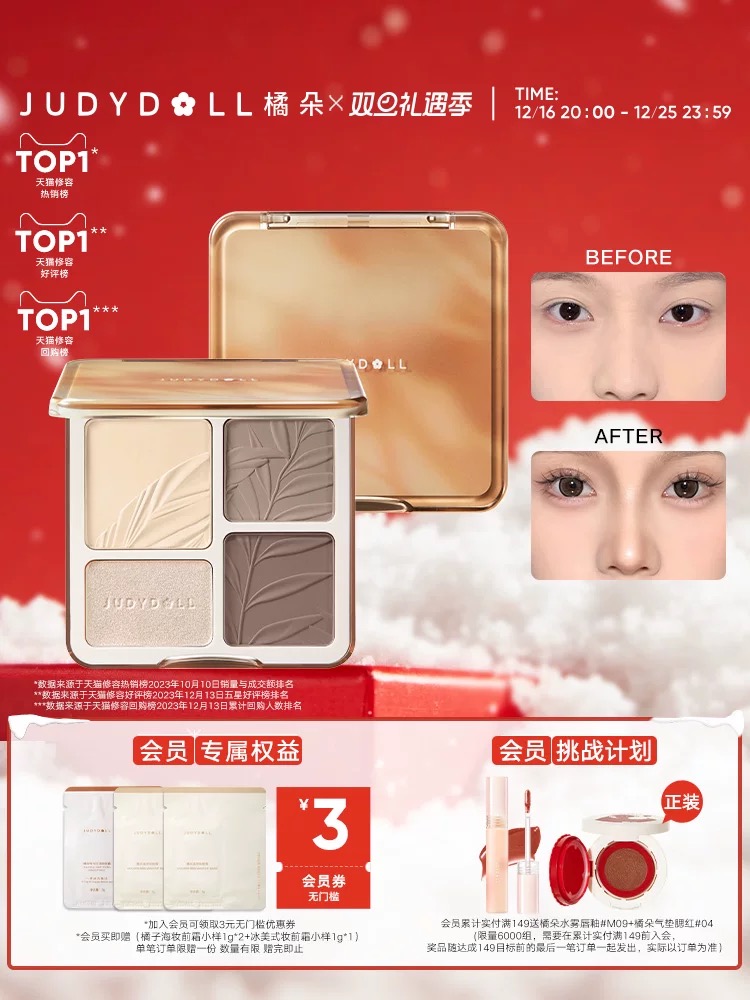 JUDYDOLL 橘朵×双旦礼遇季
TIME:
12/16 20:00 - 12/25 23:59
TOP1*
天猫修容
热销榜
TOP1**
天猫修容
好评榜
TOP1***
天猫修容
回购榜
BEFORE
AFTER
YDOLL
JUDYDOLL
JUDYDOLL
*数据来源于天猫修容热销榜2023年10月10日销量与成交额排名
**数据来源于天猫修容好评榜2023年12月13日五星好评榜排名
***数据来源于天猫修容回购榜2023年12月13日累计回购人数排名
会员 专属权益
JUDYDOLL
JUDYDOLL
JUDYDOLL
¥3
会员券
无门槛
*加入会员可领取3元无门槛优惠券
*会员买即赠（橘子海妆前霜小样1g*2+冰美式妆前霜小样1g*1）
单笔订单限赠一份 数量有限 赠完即止
会员 挑战计划
正装
会员累计实付满149送橘朵水雾唇釉#M09+橘朵气垫腮红#04
(限量6000组，需要在累计实付满149前入会，
奖品随达成149目标前的最后一笔订单一起发出，实际以订单为准）